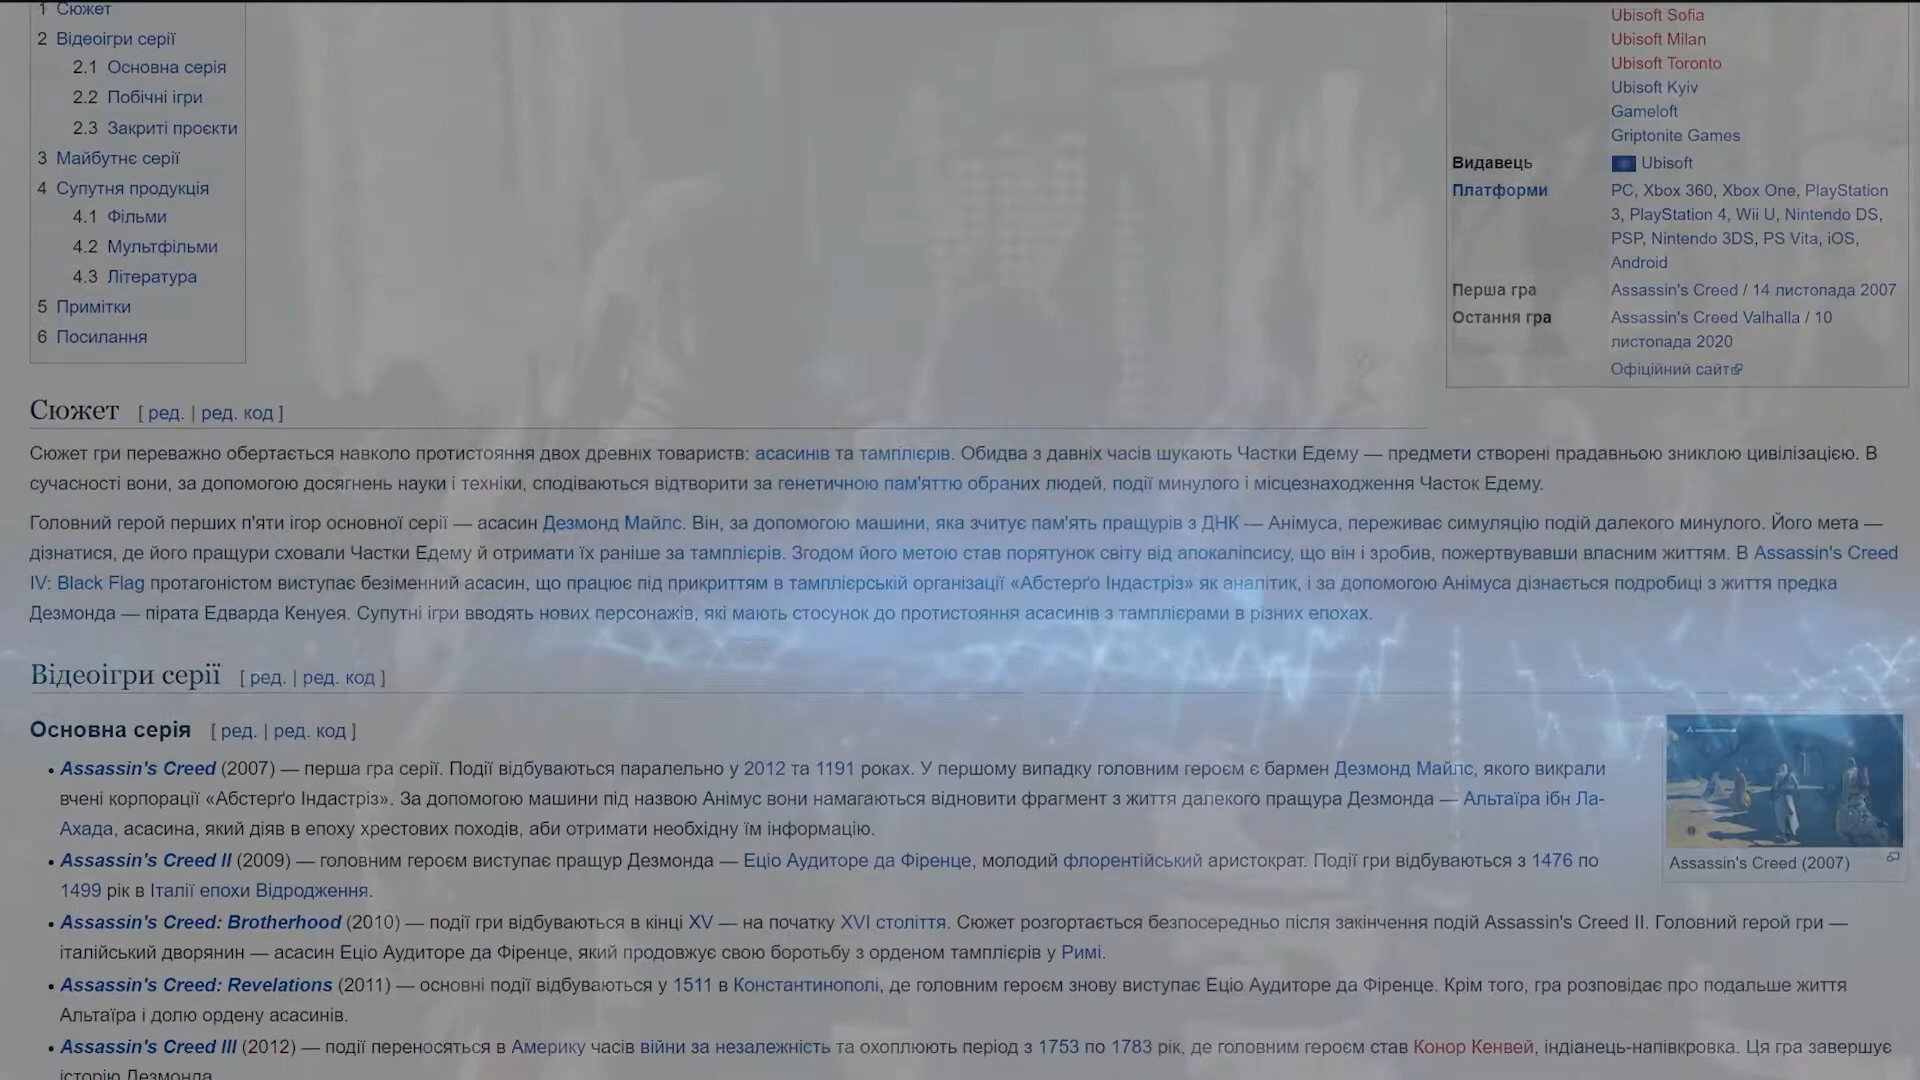 1 Сюжет
2 Відеоігри серії
2.1 Основна серія
2.2 Побічні ігри
2.3 Закриті проєкти
3 Майбутнє серії
4 Супутня продукція
4.1 Фільми
4.2 Мультфільми
4.3 Література
5 Примітки
6 Посилання
Ubisoft Sofia
Ubisoft Milan
Ubisoft Toronto
Ubisoft Kyiv
Gameloft
Griptonite Games
Видавець Ubisoft
Платформи PC, Xbox 360, Xbox One, PlayStation
3, PlayStation 4, Wii U, Nintendo DS,
PSP, Nintendo 3DS, PS Vita, iOS,
Android
Перша гра Assassin's Creed / 14 листопада 2007
Остання гра Assassin's Creed Valhalla / 10
листопада 2020
Офіційний сайт
Сюжет [ ред. | ред. код ]
Сюжет гри переважно обертається навколо протистояння двох древніх товариств: асасинів та тамплієрів. Обидва з давніх часів шукають Частки Едему — предмети створені прадавньою зниклою цивілізацією. В
сучасності вони, за допомогою досягнень науки і техніки, сподіваються відтворити за генетичною пам'яттю обраних людей, події минулого і місцезнаходження Часток Едему.
Головний герой перших п'яти ігор основної серії — асасин Дезмонд Майлс. Він, за допомогою машини, яка зчитує пам'ять пращурів з ДНК — Анімуса, переживає симуляцію подій далекого минулого. Його мета —
дізнатися, де його пращури сховали Частки Едему й отримати їх раніше за тамплієрів. Згодом його метою став порятунок світу від апокаліпсису, що він і зробив, пожертвувавши власним життям. В Assassin's Creed
IV: Black Flag протагоністом виступає безіменний асасин, що працює під прикриттям в тамплієрській організації «Абстерґо Індастріз» як аналітик, і за допомогою Анімуса дізнається подробиці з життя предка
Дезмонда — пірата Едварда Кенуея. Супутні ігри вводять нових персонажів, які мають стосунок до протистояння асасинів з тамплієрами в різних епохах.
Відеоігри серії [ ред. | ред. код ]
Основна серія [ ред. | ред. код ]
• Assassin's Creed (2007) — перша гра серії. Події відбуваються паралельно у 2012 та 1191 роках. У першому випадку головним героєм є бармен Дезмонд Майлс, якого викрали
вчені корпорації «Абстерґо Індастріз». За допомогою машини під назвою Анімус вони намагаються відновити фрагмент з життя далекого пращура Дезмонда — Альтаїра ібн Ла-
Ахада, асасина, який діяв в епоху хрестових походів, аби отримати необхідну їм інформацію.
Assassin's Creed (2007)
• Assassin's Creed II (2009) — головним героєм виступає пращур Дезмонда — Еціо Аудиторе да Фіренце, молодий флорентійський аристократ. Події гри відбуваються з 1476 по
1499 рік в Італії епохи Відродження.
• Assassin's Creed: Brotherhood (2010) — події гри відбуваються в кінці XV — на початку XVI століття. Сюжет розгортається безпосередньо після закінчення подій Assassin's Creed II. Головний герой гри —
італійський дворянин — асасин Еціо Аудиторе да Фіренце, який продовжує свою боротьбу з орденом тамплієрів у Римі.
• Assassin's Creed: Revelations (2011) — основні події відбуваються у 1511 в Константинополі, де головним героєм знову виступає Еціо Аудиторе да Фіренце. Крім того, гра розповідає про подальше життя
Альтаїра і долю ордену асасинів.
• Assassin's Creed III (2012) — події переносяться в Америку часів війни за незалежність та охоплюють період з 1753 по 1783 рік, де головним героєм став Конор Кенвей, індіанець-напівкровка. Ця гра завершує
історію Дезмонда.